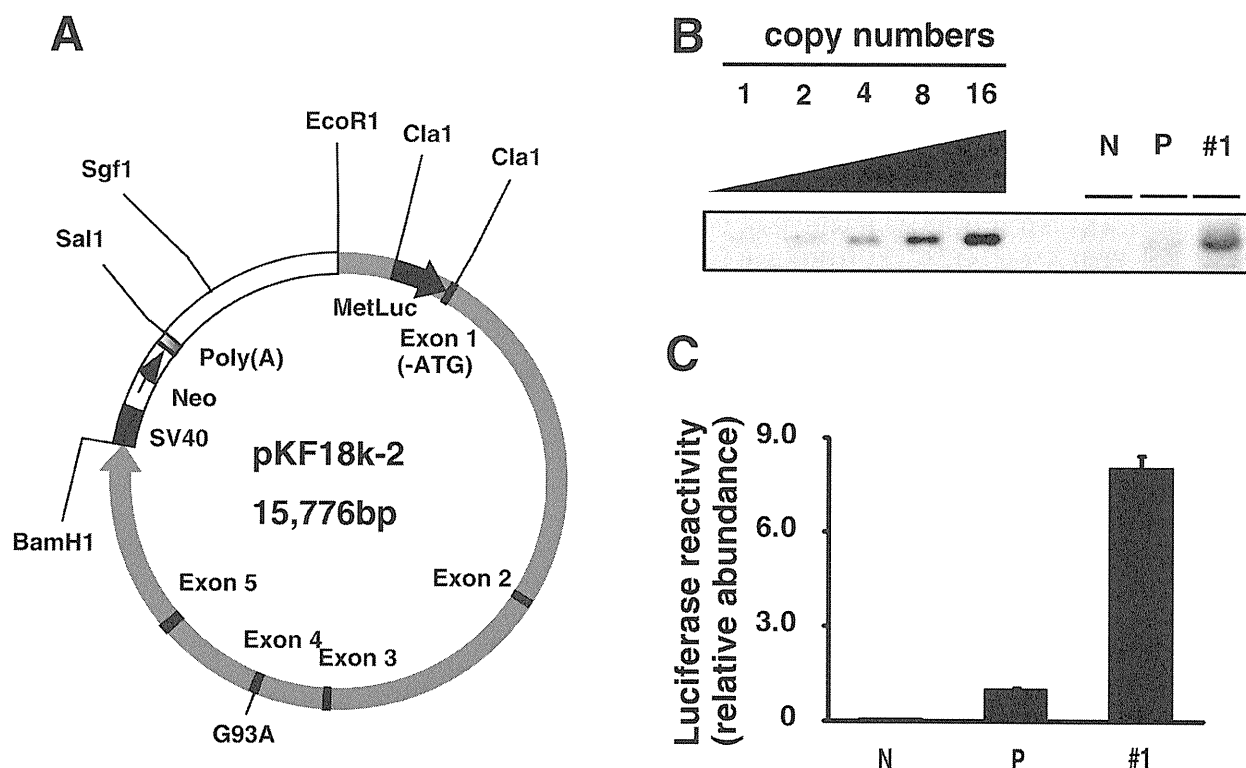 A
EcoR1
Cla1
Cla1
Sgf1
Sal1
MetLuc
Exon 1
(-ATG)
Poly(A)
Neo
SV40
pKF18k-2
15,776bp
BamH1
Exon 2
Exon 5
Exon 4
Exon 3
G93A
B
copy numbers
1 2 4 8 16
N P #1
C
Luciferase reactivity
(relative abundance)
9.0
6.0
3.0
0
N P #1